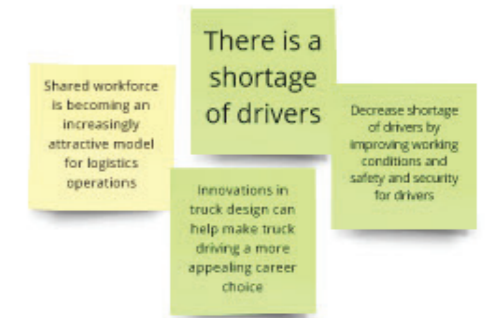 There is a
shortage
of drivers
Shared workforce
is becoming an
increasingly
attractive model
for logistics
operations
Decrease shortage
of drivers by
improving working
conditions and
safety and security
for drivers
Innovations in
truck design can
help make truck
driving a more
appealing career
choice